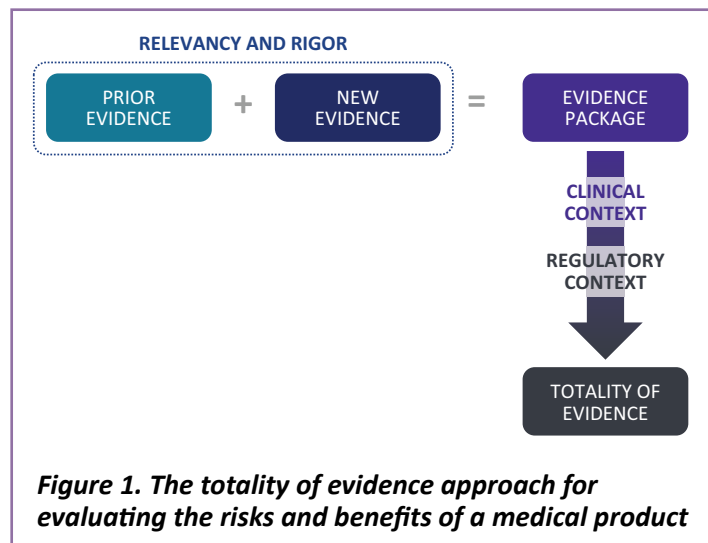 RELEVANCY AND RIGOR
PRIOR
EVIDENCE
+
NEW
EVIDENCE
=
EVIDENCE
PACKAGE
CLINICAL
CONTEXT
REGULATORY
CONTEXT
TOTALITY OF
EVIDENCE
Figure 1. The totality of evidence approach for
evaluating the risks and benefits of a medical product